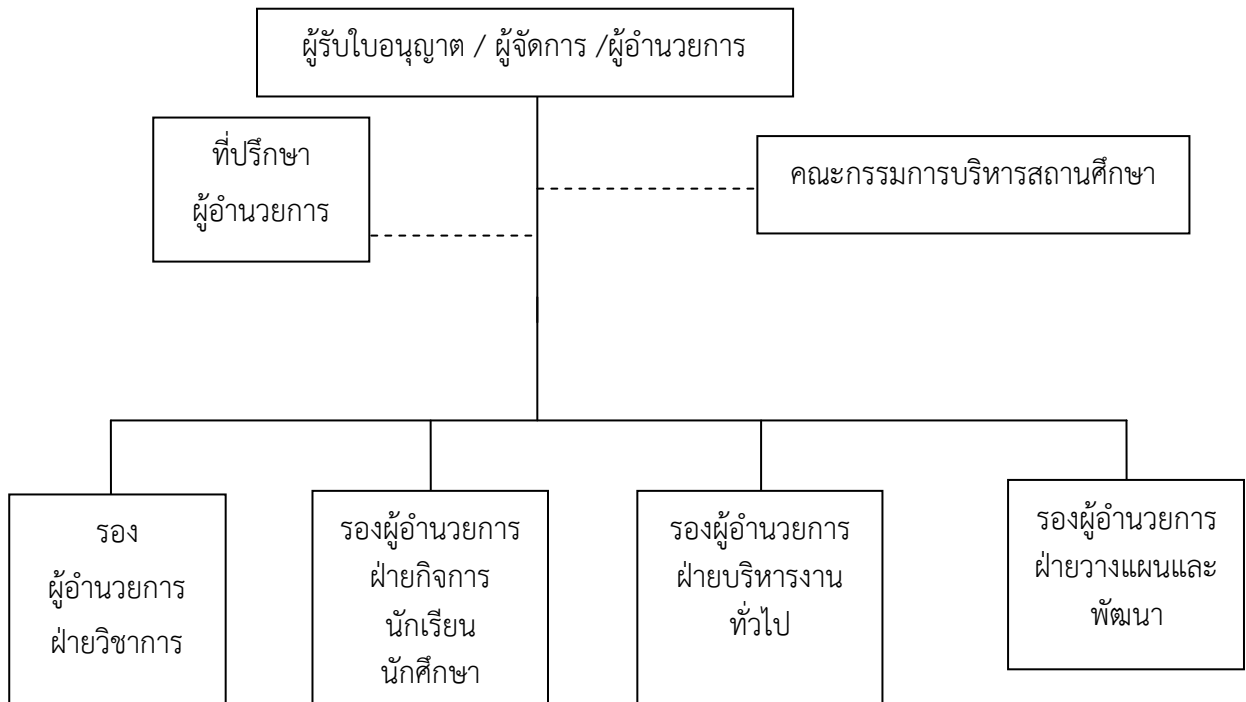 ผู้รับใบอนุญาต / ผู้จัดการ /ผู้อำนวยการ
ที่ปรึกษา
ผู้อำนวยการ
คณะกรรมการบริหารสถานศึกษา
รอง
ผู้อำนวยการ
ฝ่ายวิชาการ
รองผู้อำนวยการ
ฝ่ายกิจการ
นักเรียน
นักศึกษา
รองผู้อำนวยการ
ฝ่ายบริหารงาน
ทั่วไป
รองผู้อำนวยการ
ฝ่ายวางแผนและ
พัฒนา